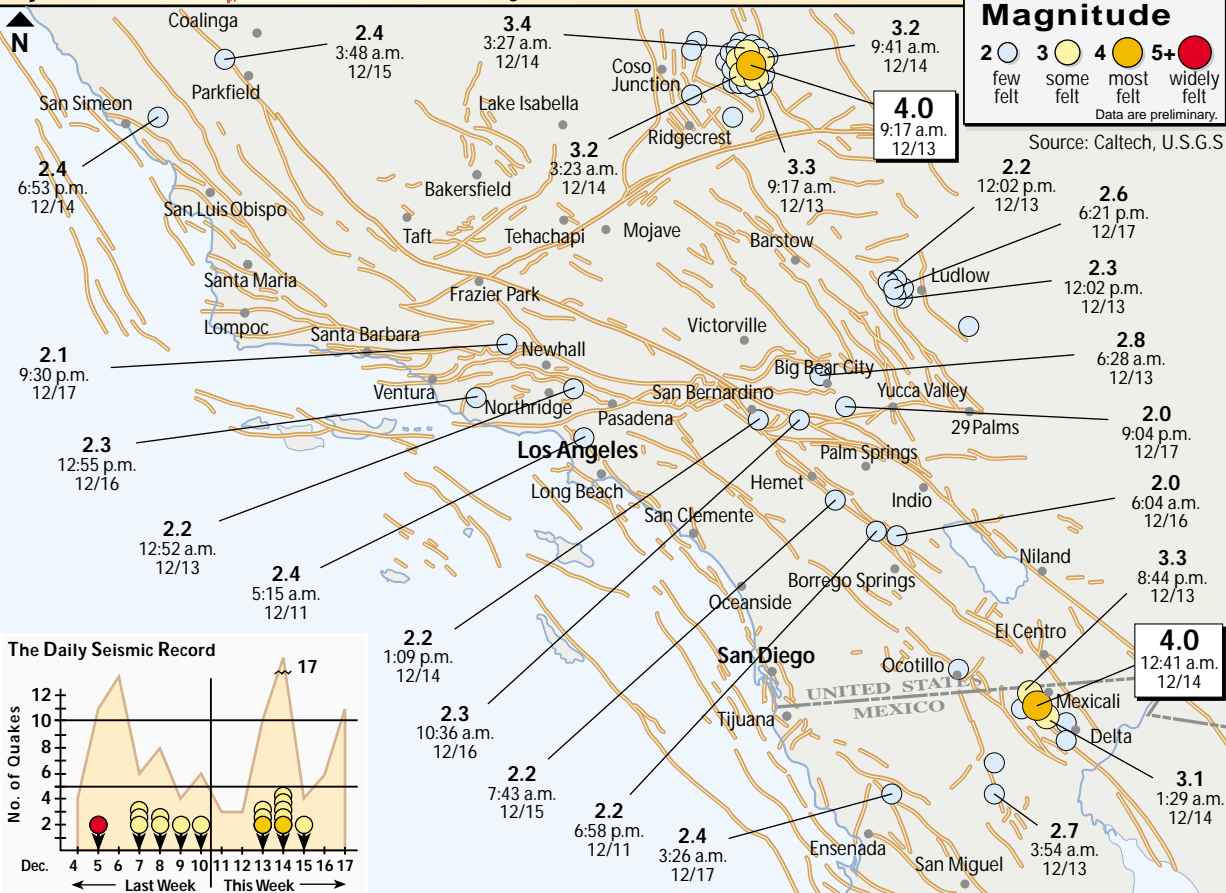 Magnitude
2 3 4 5+
few felt
some felt
most felt
widely felt
Data are preliminary.
Source: Caltech, U.S.G.S
N
Coalinga
2.4
3:48 a.m.
12/15
3.4
3:27 a.m.
12/14
3.2
9:41 a.m.
12/14
Coso
Junction
Parkfield
San Simeon
Lake Isabella
4.0
9:17 a.m.
12/13
Ridgecrest
2.4
6:53 p.m.
12/14
3.2
3:23 a.m.
12/14
3.3
9:17 a.m.
12/13
2.2
12:02 p.m.
12/13
2.6
6:21 p.m.
12/17
Bakersfield
San Luis Obispo
Taft
Tehachapi
Mojave
Barstow
2.3
12:02 p.m.
12/13
Ludlow
Santa Maria
Frazier Park
Lompoc
Santa Barbara
Victorville
2.8
6:28 a.m.
12/13
2.1
9:30 p.m.
12/17
Newhall
Big Bear City
Ventura
Northridge
San Bernardino
Yucca Valley
Pasadena
29 Palms
2.0
9:04 p.m.
12/17
2.3
12:55 p.m.
12/16
Los Angeles
Palm Springs
Long Beach
Hemet
Indio
2.0
6:04 a.m.
12/16
2.2
12:52 a.m.
12/13
San Clemente
2.4
5:15 a.m.
12/11
Niland
3.3
8:44 p.m.
12/13
Borrego Springs
Oceanside
2.2
1:09 p.m.
12/14
El Centro
4.0
12:41 a.m.
12/14
San Diego
Ocotillo
UNITED STATES
MEXICO
Mexicali
Tijuana
Delta
2.3
10:36 a.m.
12/16
2.2
7:43 a.m.
12/15
3.1
1:29 a.m.
12/14
2.2
6:58 p.m.
12/11
2.4
3:26 a.m.
12/17
Ensenada
2.7
3:54 a.m.
12/13
San Miguel
The Daily Seismic Record
17
No. of Quakes
12
10
8
6
4
2
Dec. 4 5 6 7 8 9 10 11 12 13 14 15 16 17
Last Week This Week